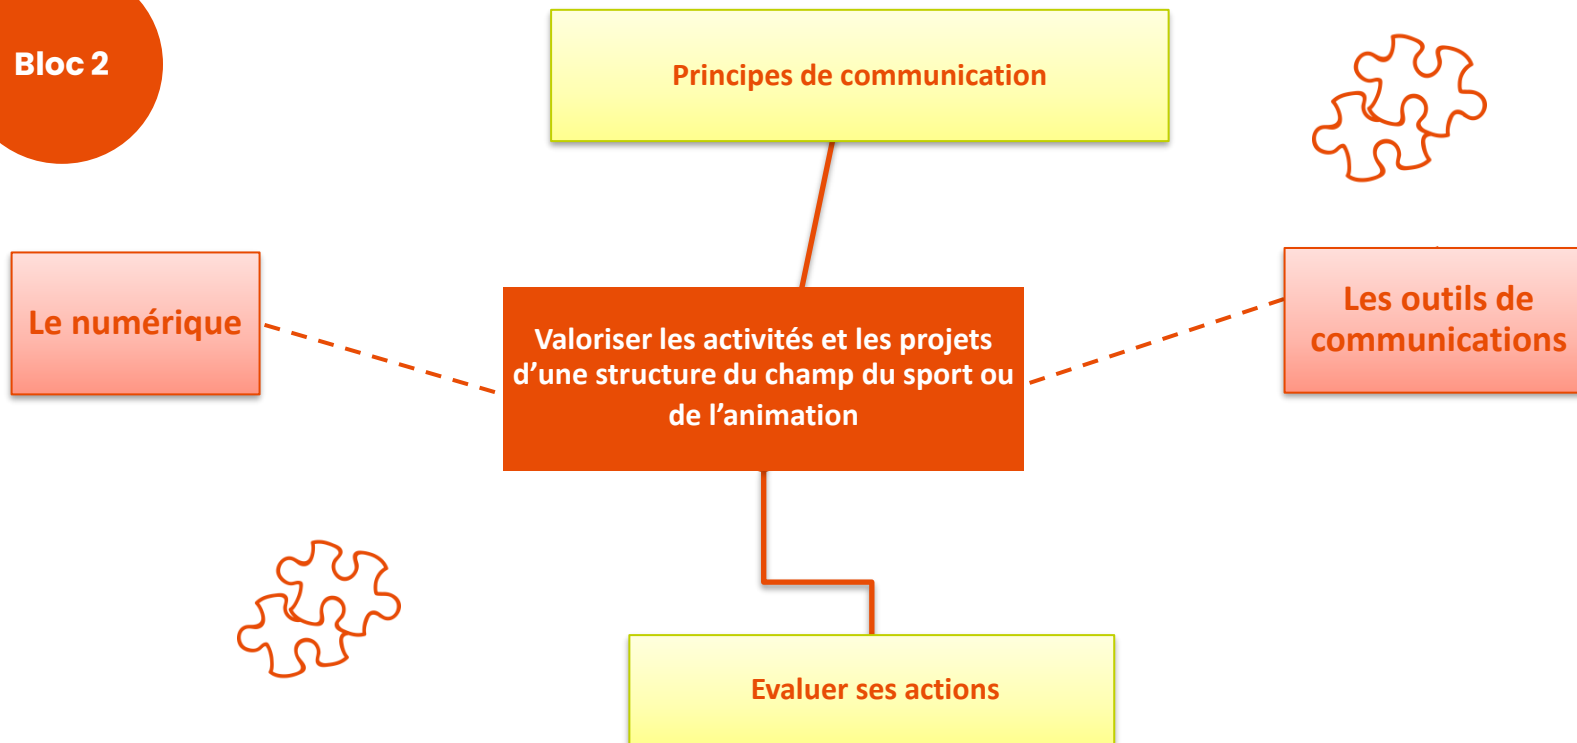 Bloc 2
Principes de communication
Le numérique
Valoriser les activités et les projets
d’une structure du champ du sport ou
de l’animation
Les outils de
communications
Evaluer ses actions